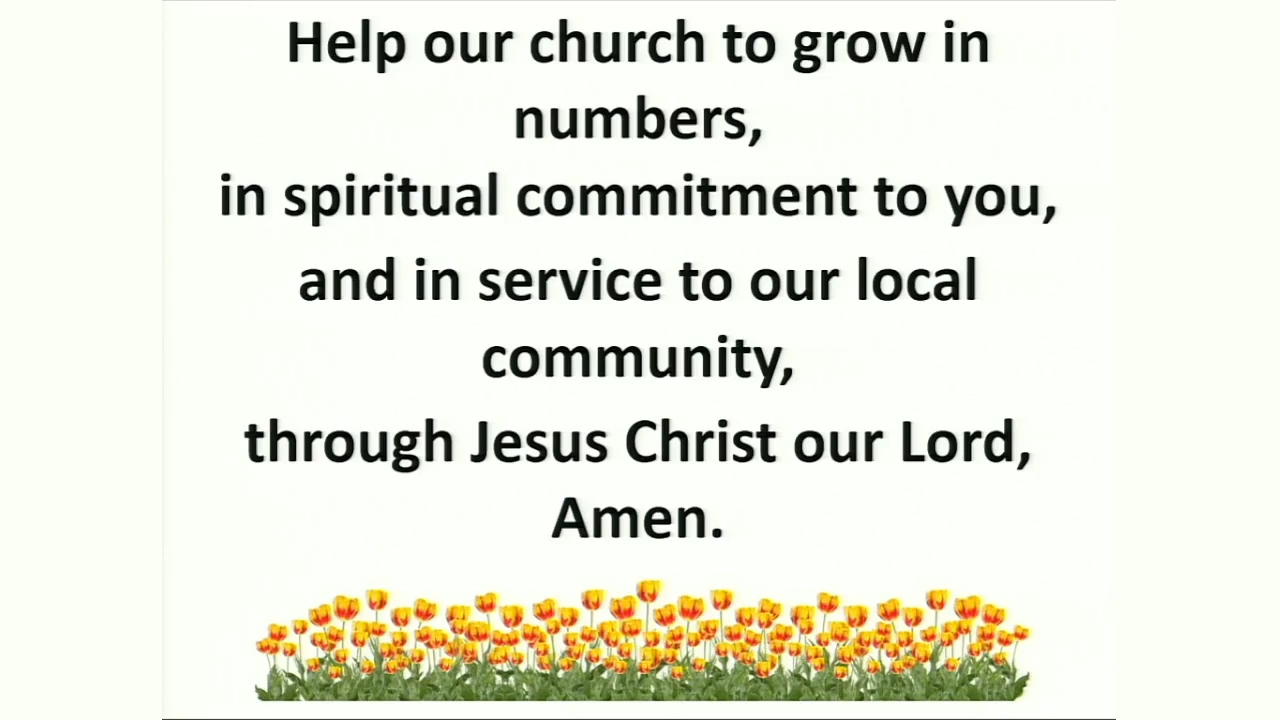 Help our church to grow in
numbers,
in spiritual commitment to you,
and in service to our local
community,
through Jesus Christ our Lord,
Amen.